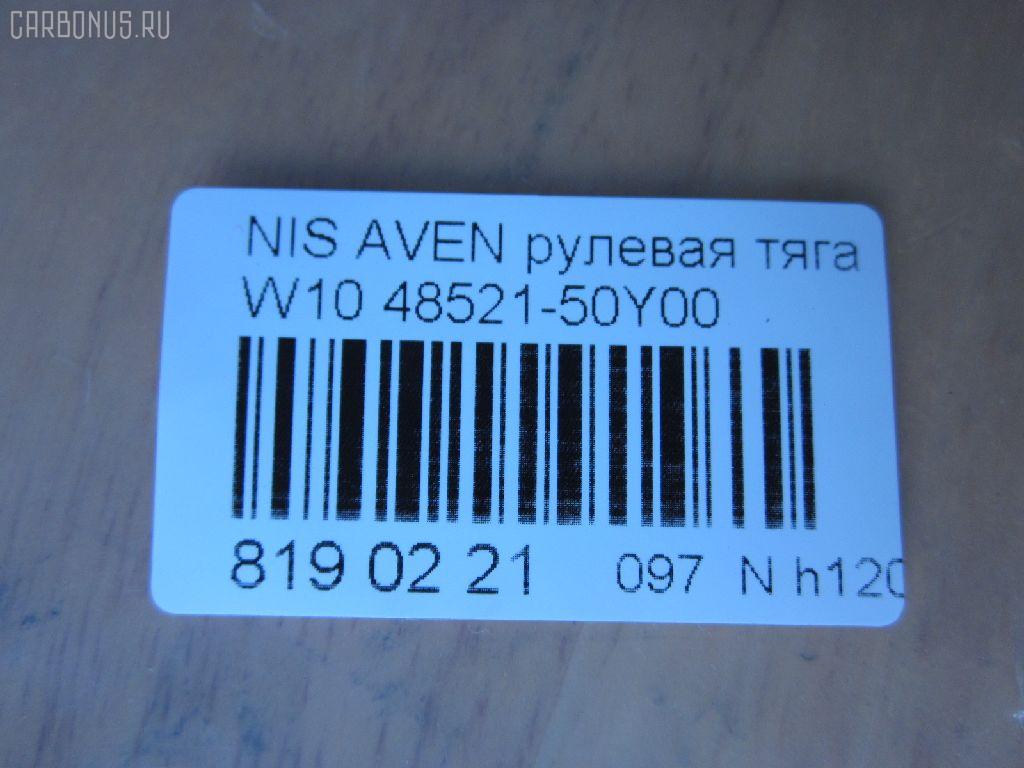 CARBONUS.RU
NIS AVEN рулевая тяга
W10 48521-50Y00
819 02 21 097 N h120